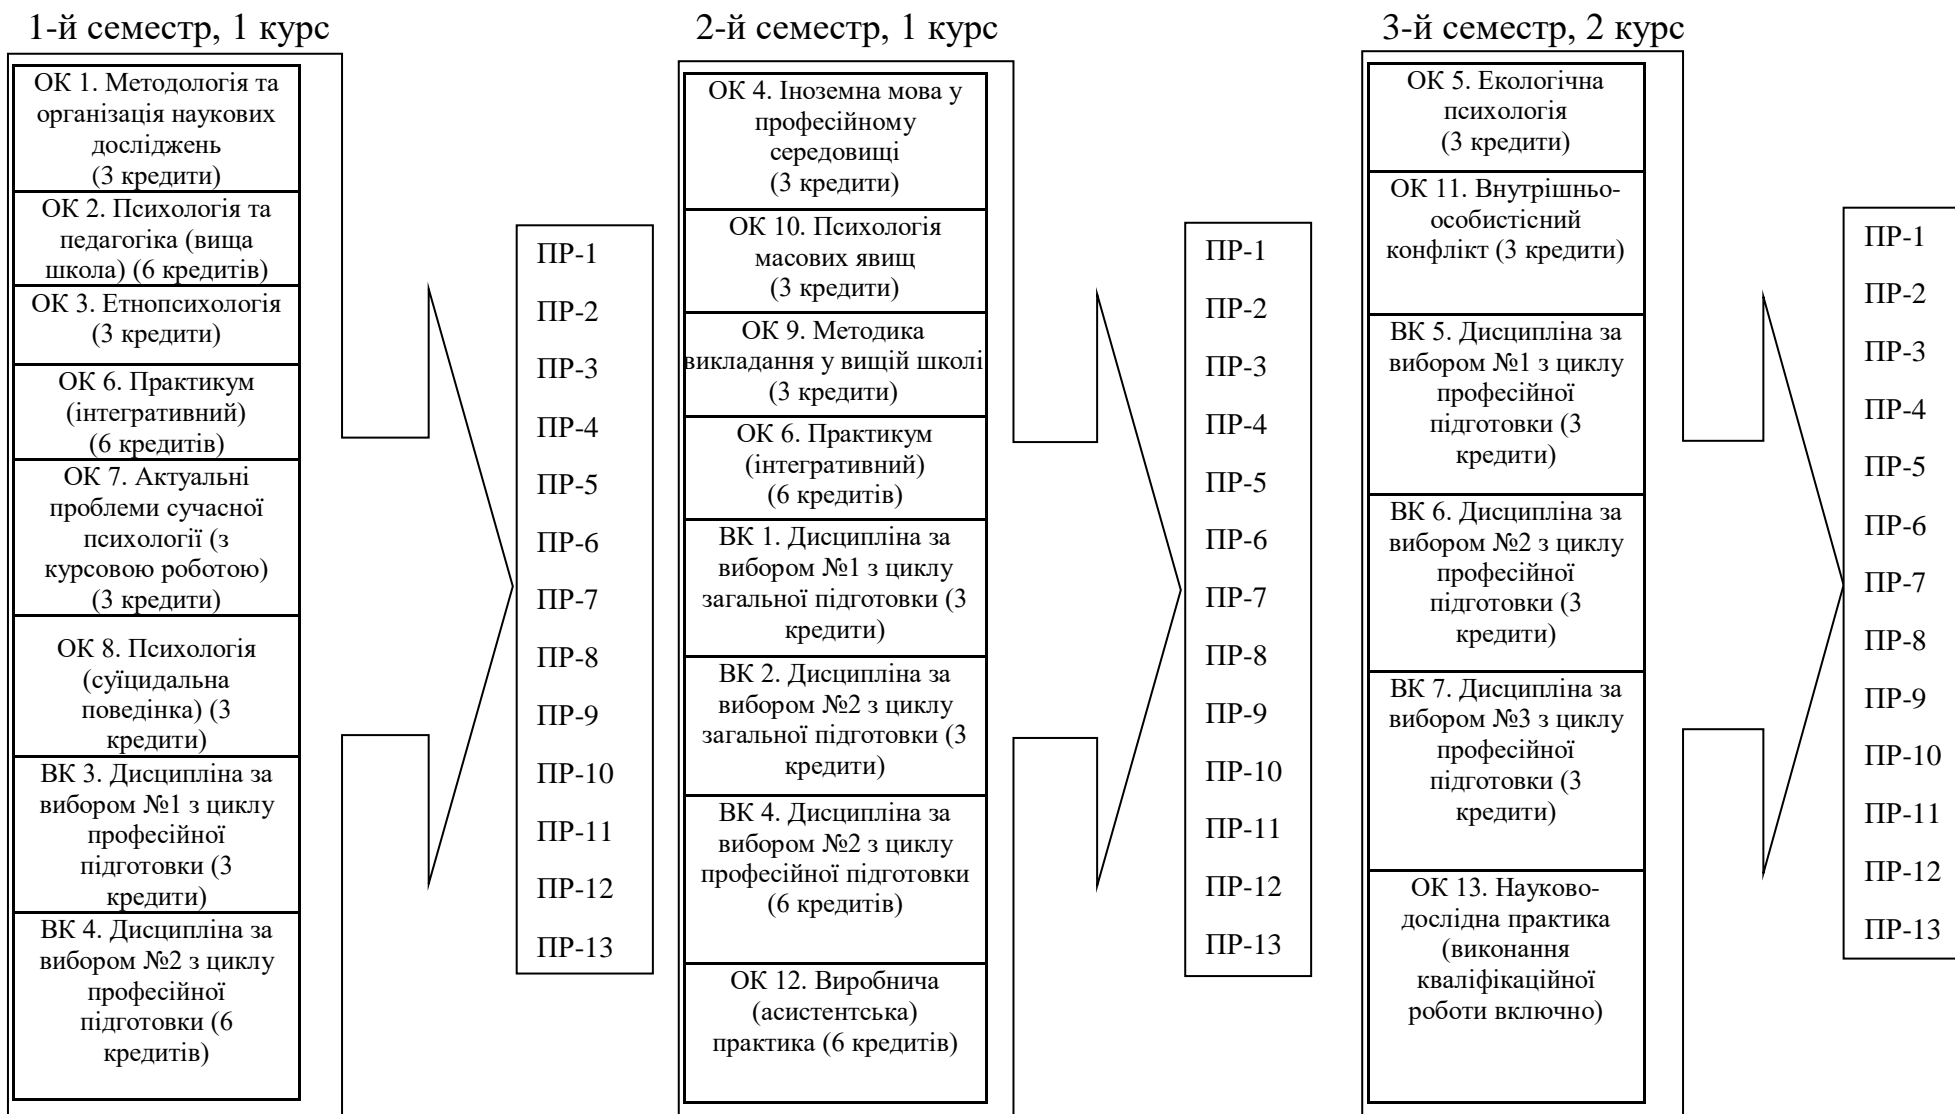 1-й семестр, 1 курс
ОК 1. Методологія та
організація наукових
досліджень
(3 кредити)
ОК 2. Психологія та
педагогіка (вища
школа) (6 кредитів)
ОК 3. Етнопсихологія
(3 кредити)
ОК 6. Практикум
(інтегративний)
(6 кредитів)
ОК 7. Актуальні
проблеми сучасної
психології (з
курсовою роботою)
(3 кредити)
ОК 8. Психологія
(суїцидальна
поведінка) (3
кредити)
ВК 3. Дисципліна за
вибором №1 з циклу
професійної
підготовки (3
кредити)
ВК 4. Дисципліна за
вибором №2 з циклу
професійної
підготовки (6
кредитів)
ПР-1
ПР-2
ПР-3
ПР-4
ПР-5
ПР-6
ПР-7
ПР-8
ПР-9
ПР-10
ПР-11
ПР-12
ПР-13
2-й семестр, 1 курс
ОК 4. Іноземна мова у
професійному
середовищі
(3 кредити)
ОК 10. Психологія
масових явищ
(3 кредити)
ОК 9. Методика
викладання у вищій школі
(3 кредити)
ОК 6. Практикум
(інтегративний)
(6 кредитів)
ВК 1. Дисципліна за
вибором №1 з циклу
загальної підготовки (3
кредити)
ВК 2. Дисципліна за
вибором №2 з циклу
загальної підготовки (3
кредити)
ВК 4. Дисципліна за
вибором №2 з циклу
професійної підготовки
(6 кредитів)
ОК 12. Виробнича
(асистентська)
практика (6 кредитів)
ПР-1
ПР-2
ПР-3
ПР-4
ПР-5
ПР-6
ПР-7
ПР-8
ПР-9
ПР-10
ПР-11
ПР-12
ПР-13
3-й семестр, 2 курс
ОК 5. Екологічна
психологія
(3 кредити)
ОК 11. Внутрішньо-
особистісний
конфлікт (3 кредити)
ВК 5. Дисципліна за
вибором №1 з циклу
професійної
підготовки (3
кредити)
ВК 6. Дисципліна за
вибором №2 з циклу
професійної
підготовки (3
кредити)
ВК 7. Дисципліна за
вибором №3 з циклу
професійної
підготовки (3
кредити)
ОК 13. Науково-
дослідна практика
(виконання
кваліфікаційної
роботи включно)
ПР-1
ПР-2
ПР-3
ПР-4
ПР-5
ПР-6
ПР-7
ПР-8
ПР-9
ПР-10
ПР-11
ПР-12
ПР-13